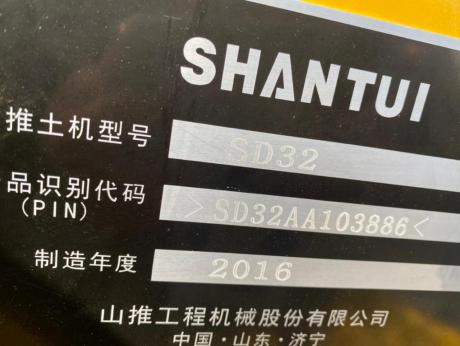 SHANTUI
推土机型号 SD32
品识别代码
(PIN) >SD32AA103886<
制造年度 2016
山推工程机械股份有限公司
中国·山东·济宁